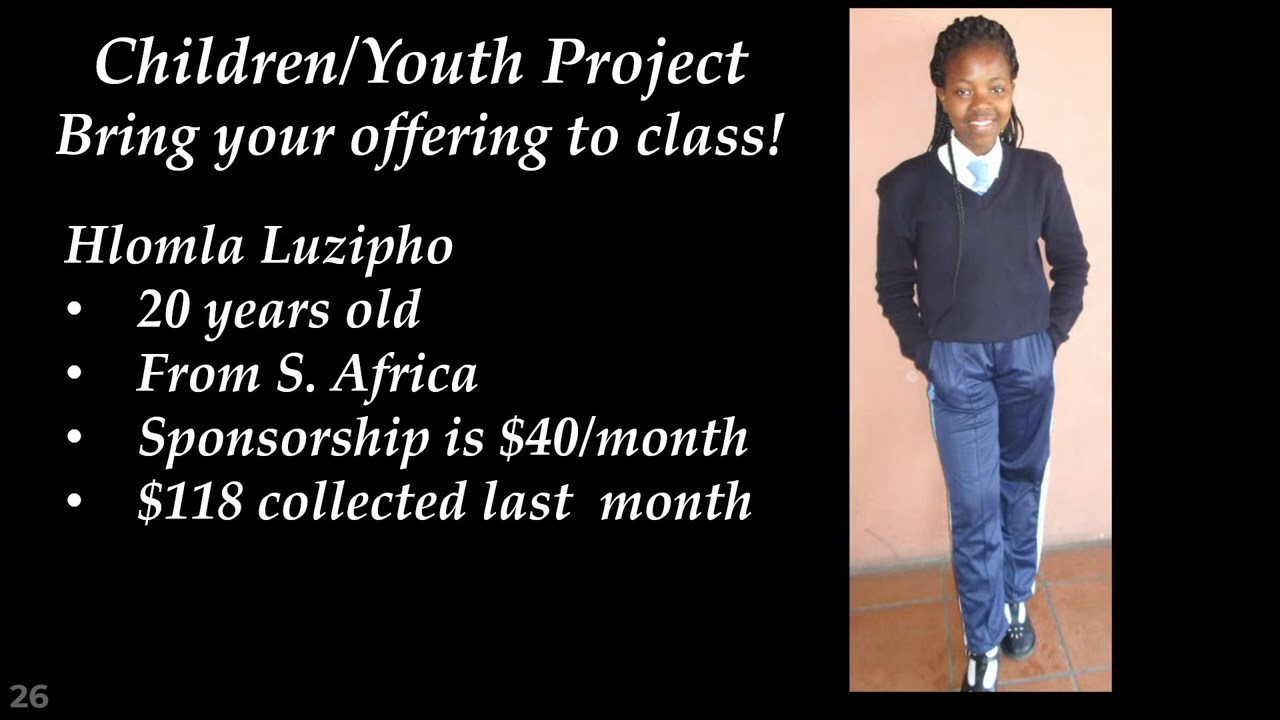 Children/Youth Project
Bring your offering to class!
Hlomla Luzipho
• 20 years old
• From S. Africa
• Sponsorship is $40/month
• $118 collected last month
26